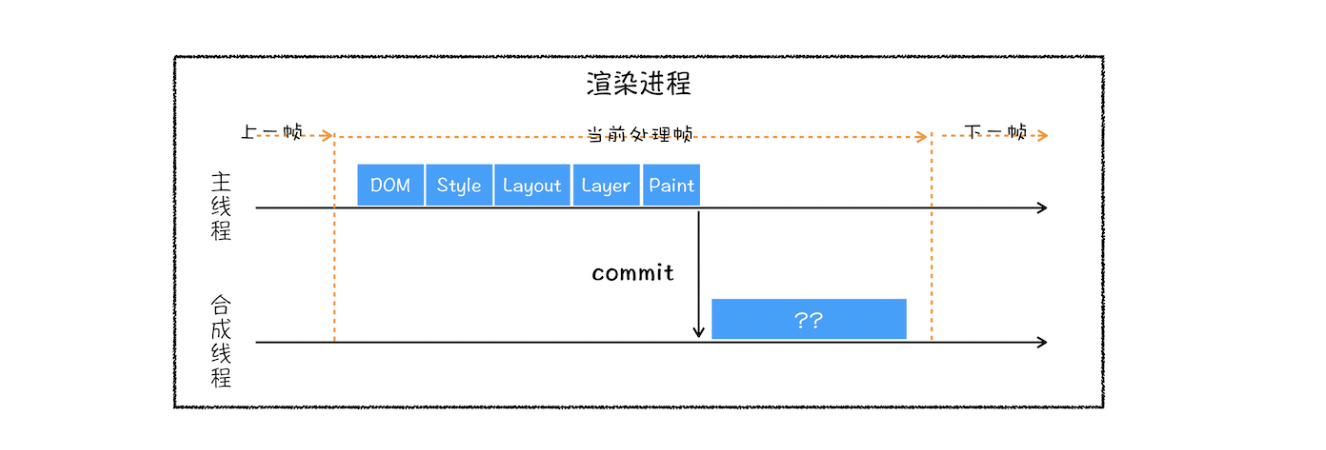 渲染进程
上一帧
当前处理帧
下一帧
主线程
DOM
Style
Layout
Layer
Paint
commit
合成线程
??